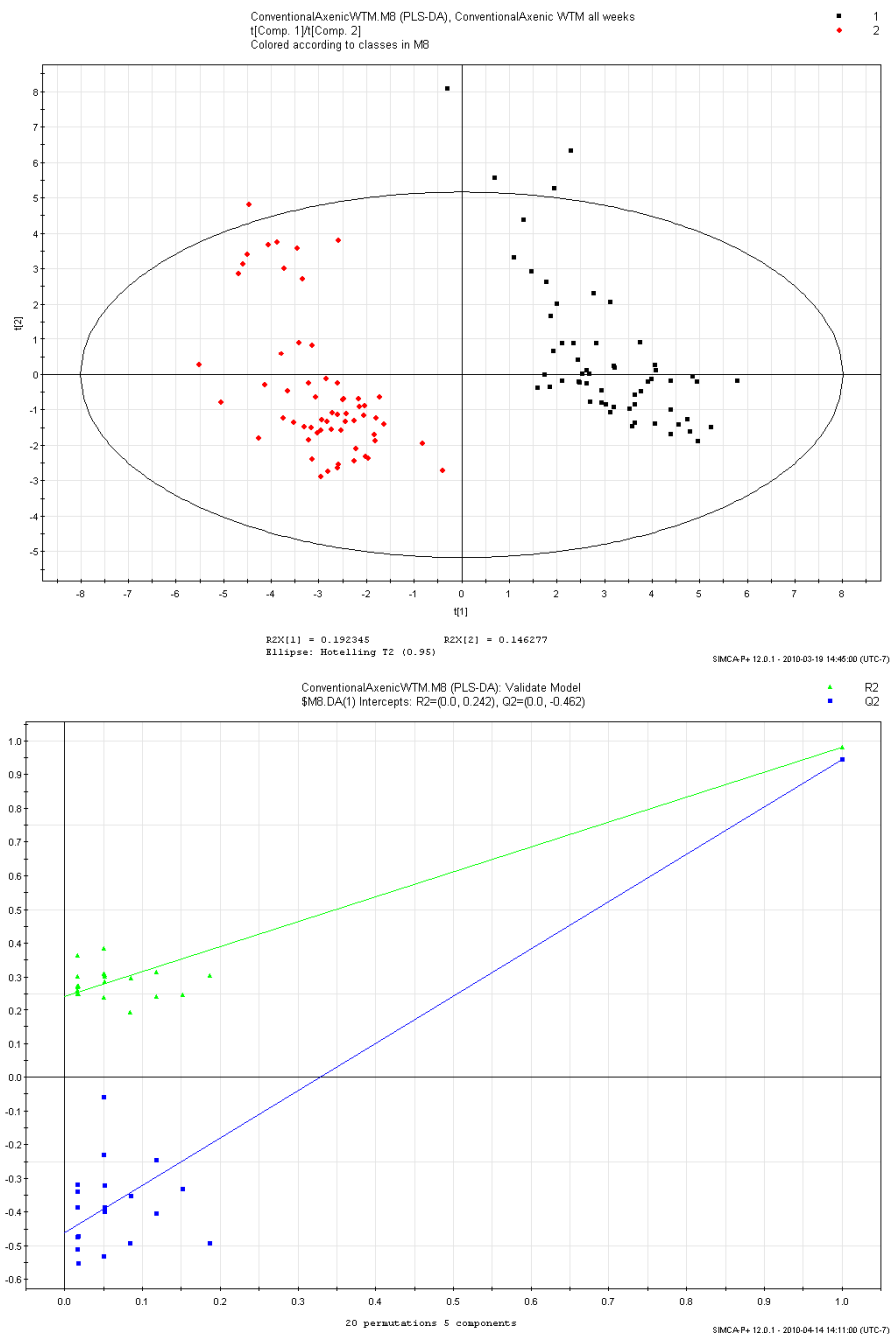 ConventionalAxenicWTM.M8 (PLS-DA), ConventionalAxenic WTM all weeks
t[Comp. 1]/t[Comp. 2]
Colored according to classes in M8
1
2
8
7
6
5
4
3
2
1
0
-1
-2
-3
-4
-5
t[2]
-8 -7 -6 -5 -4 -3 -2 -1 0 1 2 3 4 5 6 7 8
t[1]
R2X[1] = 0.192345 R2X[2] = 0.146277
Ellipse: Hotelling T2 (0.95)
SIMCA-P+ 12.0.1 - 2010-03-19 14:45:00 (UTC-7)
ConventionalAxenicWTM.M8 (PLS-DA): Validate Model
$M8.DA(1) Intercepts: R2=(0.0, 0.242), Q2=(0.0, -0.462)
R2
Q2
1.0
0.9
0.8
0.7
0.6
0.5
0.4
0.3
0.2
0.1
0.0
-0.1
-0.2
-0.3
-0.4
-0.5
-0.6
0.0 0.1 0.2 0.3 0.4 0.5 0.6 0.7 0.8 0.9 1.0
20 permutations 5 components
SIMCA-P+ 12.0.1 - 2010-04-14 14:11:00 (UTC-7)